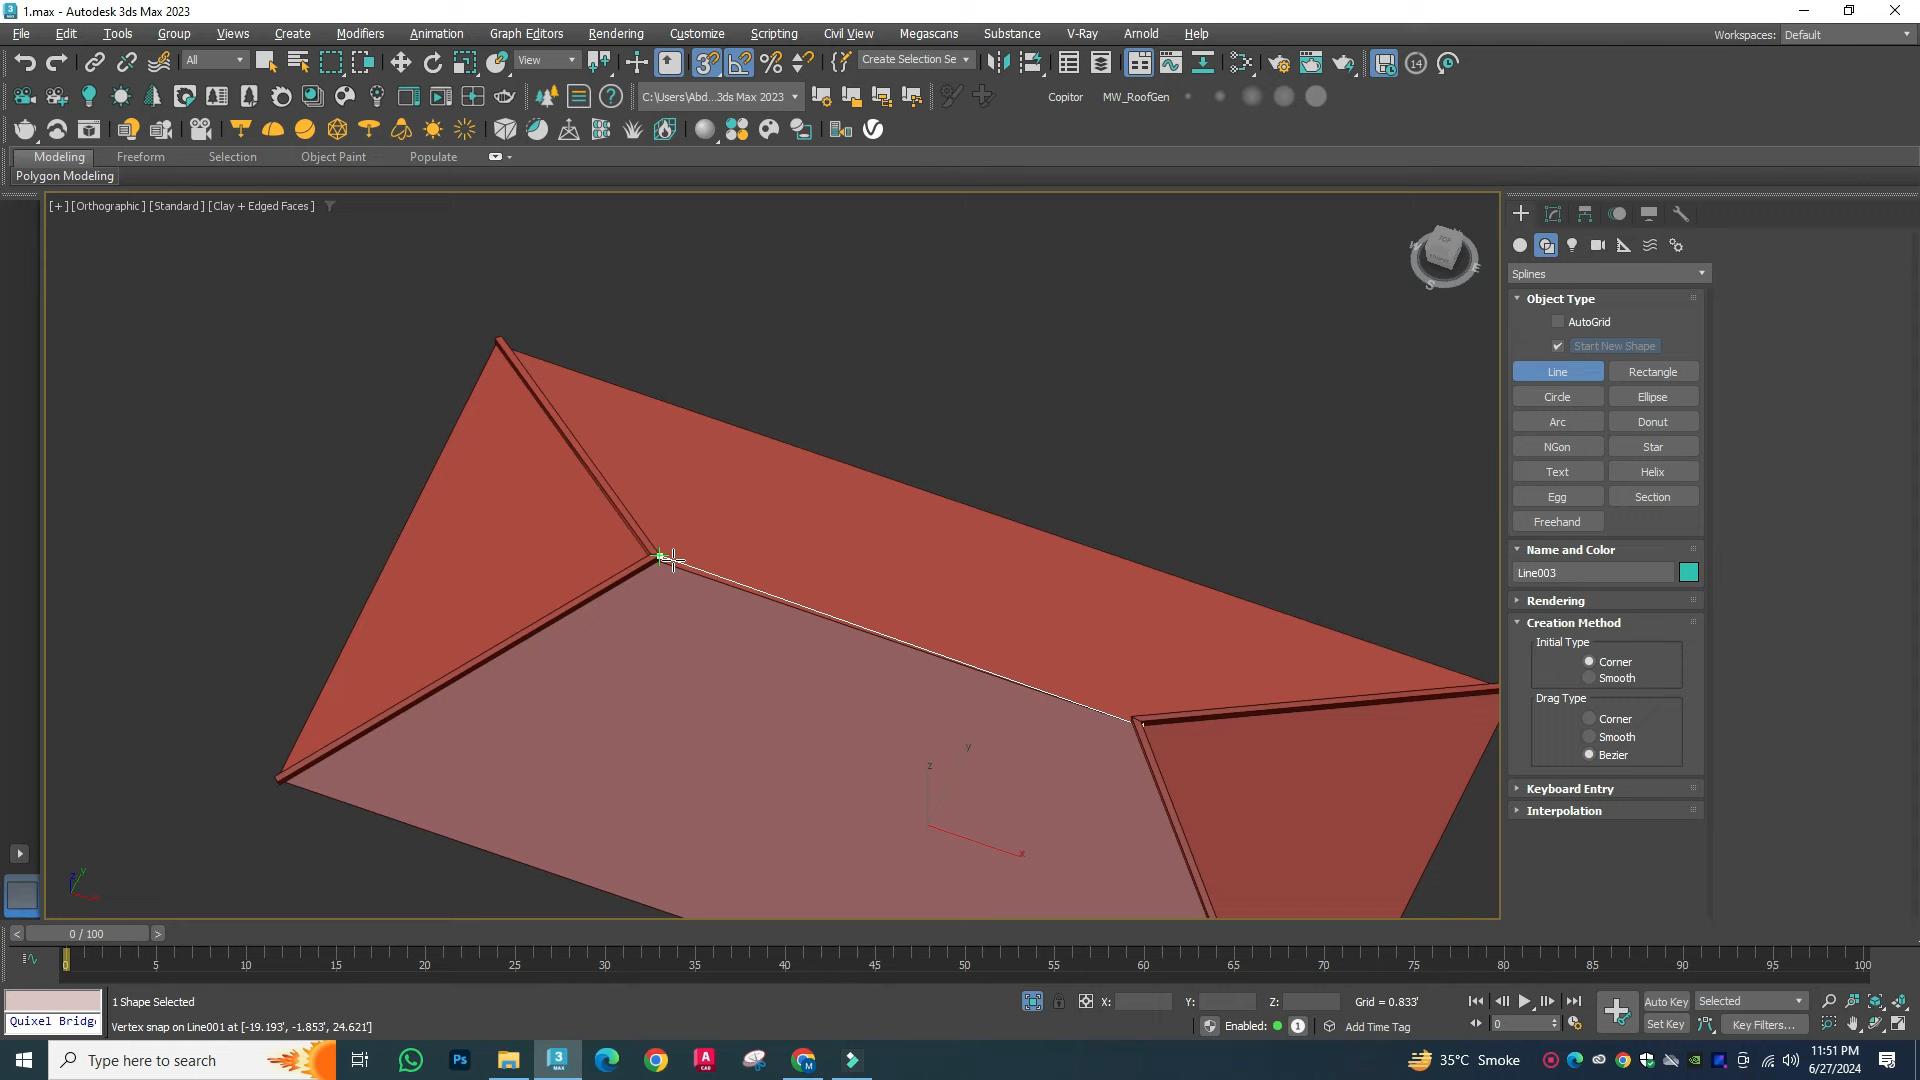 1.max - Autodesk 3ds Max 2023
File Edit Tools Group Views Create Modifiers Animation Graph Editors Rendering Customize Scripting Civil View Megascans Substance V-Ray Arnold Help Workspaces: Default
All View Create Selection Se 14
C:\Users\Abd...3ds Max 2023 Copitor MW_RoofGen
Modeling Freeform Selection Object Paint Populate
Polygon Modeling
[+] [Orthographic] [Standard] [Clay + Edged Faces]
TOP
W E S
Splines
Object Type
AutoGrid
Start New Shape
Line Rectangle
Circle Ellipse
Arc Donut
NGon Star
Text Helix
Egg Section
Freehand
Name and Color
Line003
Rendering
Creation Method
Initial Type
Corner
Smooth
Drag Type
Corner
Smooth
Bezier
Keyboard Entry
Interpolation
y
z
x
z y
0 / 100
0 5 10 15 20 25 30 35 40 45 50 55 60 65 70 75 80 85 90 95 100
1 Shape Selected X: Y: Z: Grid = 0.833' Auto Key Selected
Quixel Bridg Vertex snap on Line001 at [-19.193', -1.853', 24.621'] Enabled: 1 Add Time Tag 0 Set Key Key Filters...
Type here to search 35°C Smoke 11:51 PM
6/27/2024